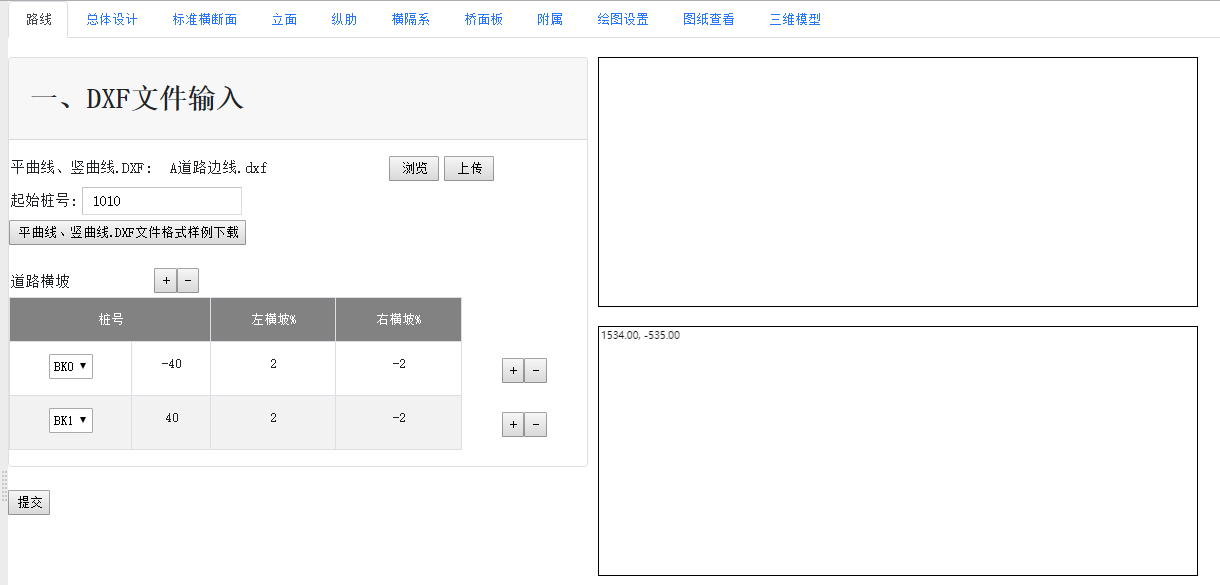 路线 总体设计 标准横断面 立面 纵肋 横隔系 桥面板 附属 绘图设置 图纸查看 三维模型
一、DXF文件输入
平曲线、竖曲线.DXF: A道路边线.dxf 浏览 上传
起始桩号: 1010
平曲线、竖曲线.DXF文件格式样例下载
道路横坡 + -
桩号 左横坡% 右横坡%
BK0 -40 2 -2 + -
BK1 40 2 -2 + -
提交
1534.00, -535.00